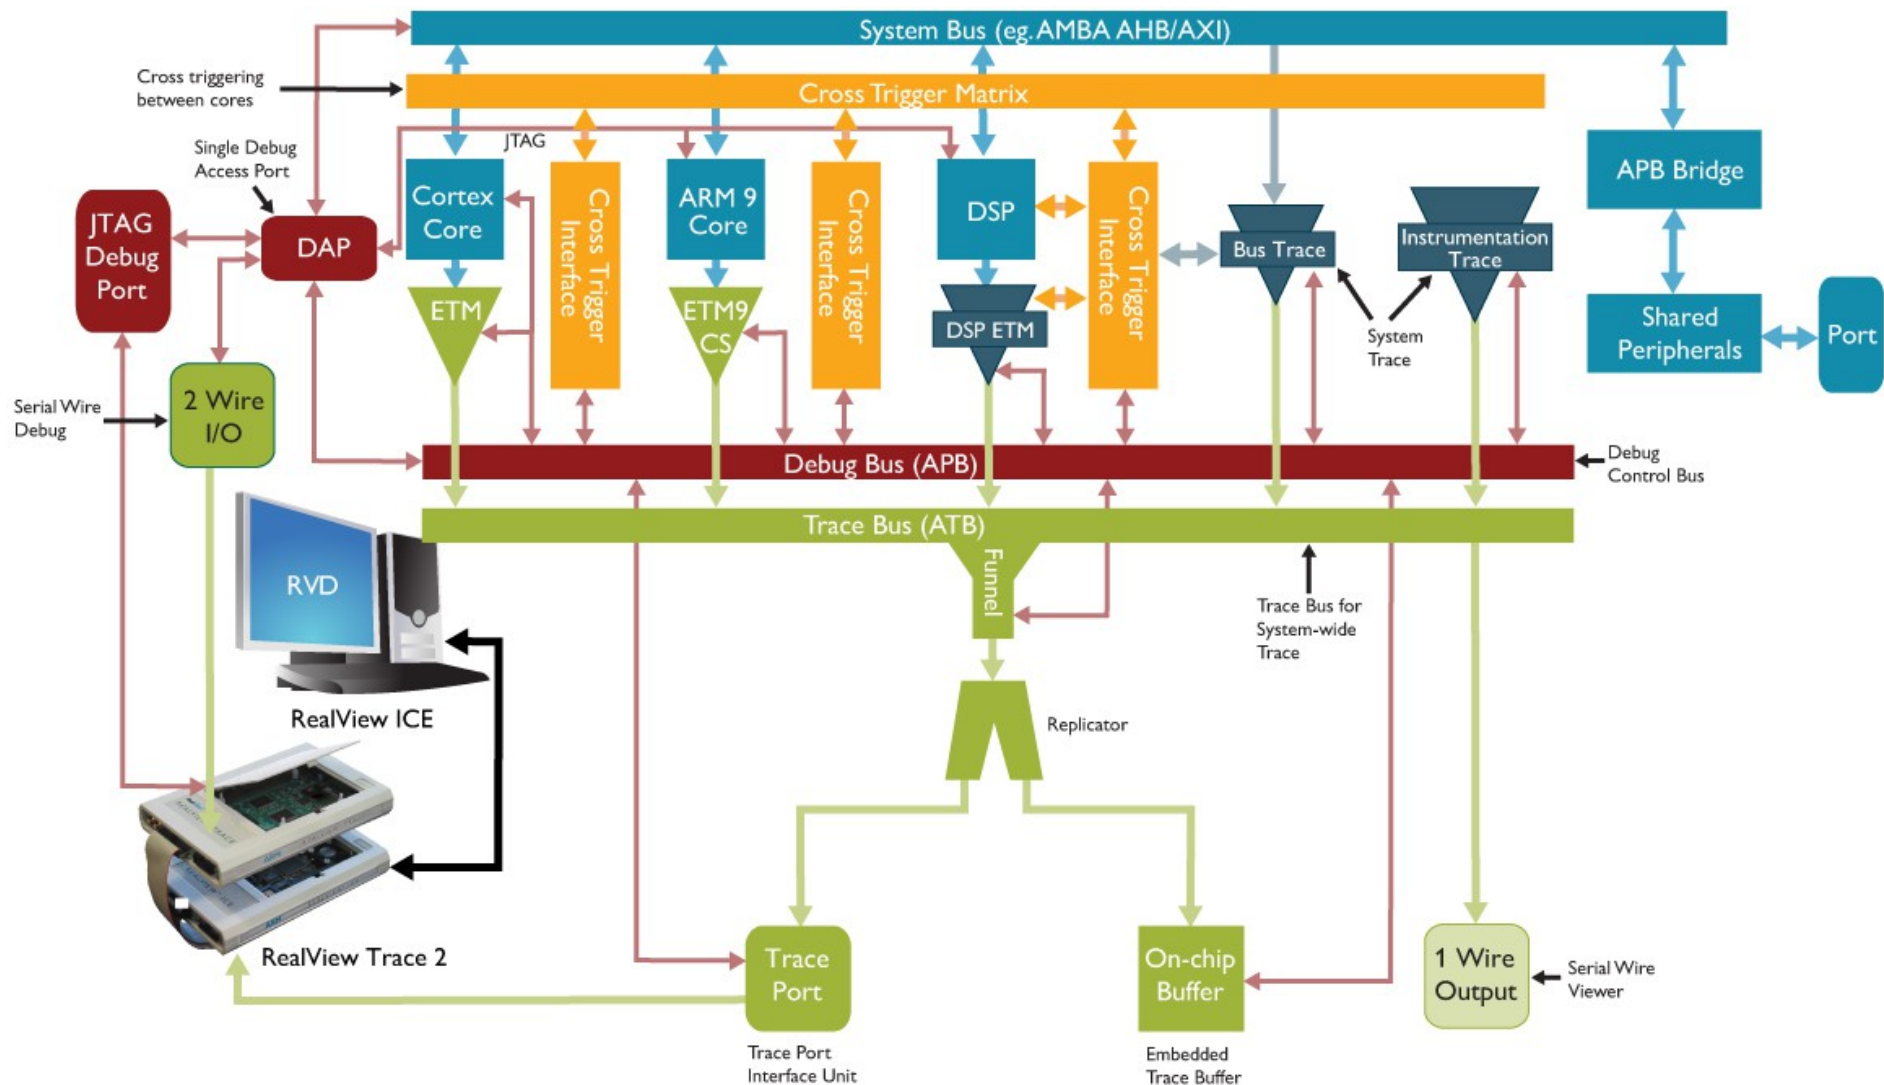 System Bus (eg. AMBA AHB/AXI)
Cross triggering
between cores
Cross Trigger Matrix
JTAG
Single Debug
Access Port
JTAG
Debug
Port
DAP
Cortex
Core
Cross Trigger
Interface
ARM 9
Core
Cross Trigger
Interface
DSP
Cross Trigger
Interface
Bus Trace
Instrumentation
Trace
APB Bridge
ETM
ETM9
CS
DSP ETM
System
Trace
Shared
Peripherals
Port
Serial Wire
Debug
2 Wire
I/O
Debug Bus (APB)
Debug
Control Bus
Trace Bus (ATB)
Funnel
RVD
Trace Bus for
System-wide
Trace
RealView ICE
Replicator
RealView Trace 2
Trace
Port
On-chip
Buffer
1 Wire
Output
Serial Wire
Viewer
Trace Port
Interface Unit
Embedded
Trace Buffer